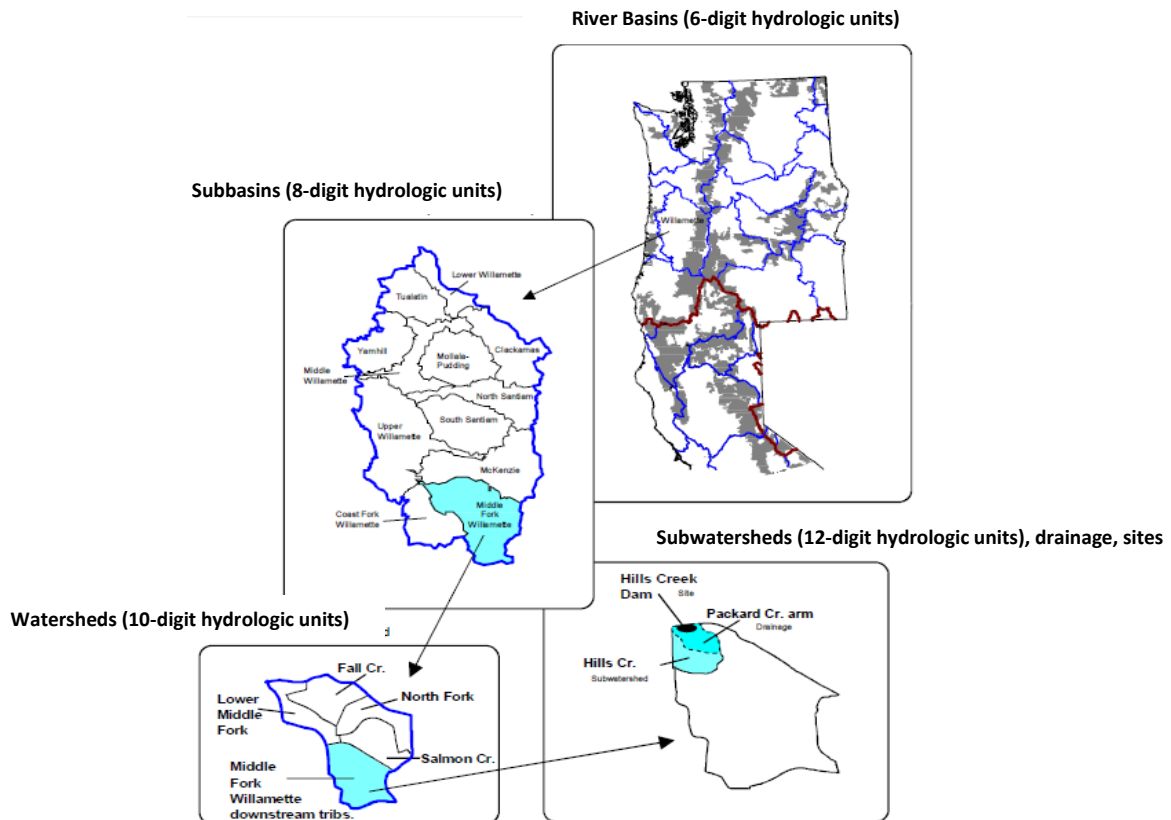 River Basins (6-digit hydrologic units)
Willamette
Subbasins (8-digit hydrologic units)
Lower Willamette
Tualatin
Yamhill
Mollala-
Pudding
Clackamas
Middle
Willamette
North Santiam
South Santiam
Upper
Willamette
McKenzie
Coast Fork
Willamette
Middle
Fork
Willamette
Subwatersheds (12-digit hydrologic units), drainage, sites
Hills Creek
Dam
Site
Packard Cr. arm
Drainage
Hills Cr.
Subwatershed
Watersheds (10-digit hydrologic units)
d
Fall Cr.
North Fork
Lower
Middle
Fork
Salmon Cr.
Middle
Fork
Willamette
downstream tribs.